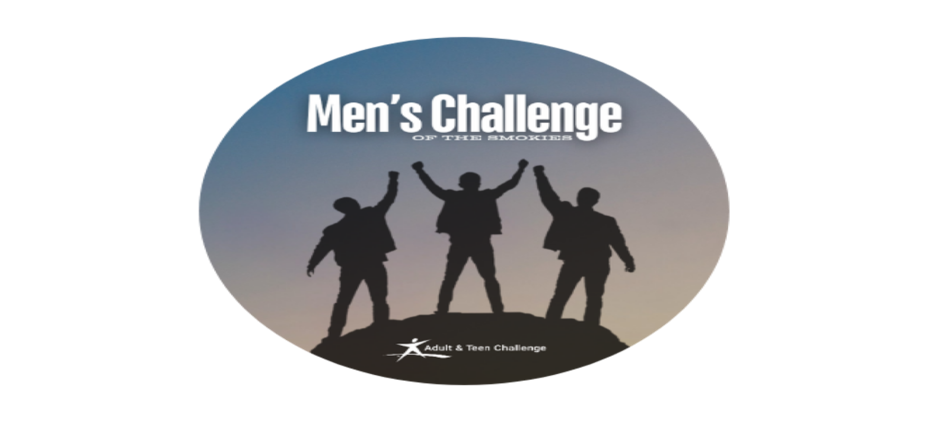 Men's Challenge
OF THE SMOKIES
Adult & Teen Challenge